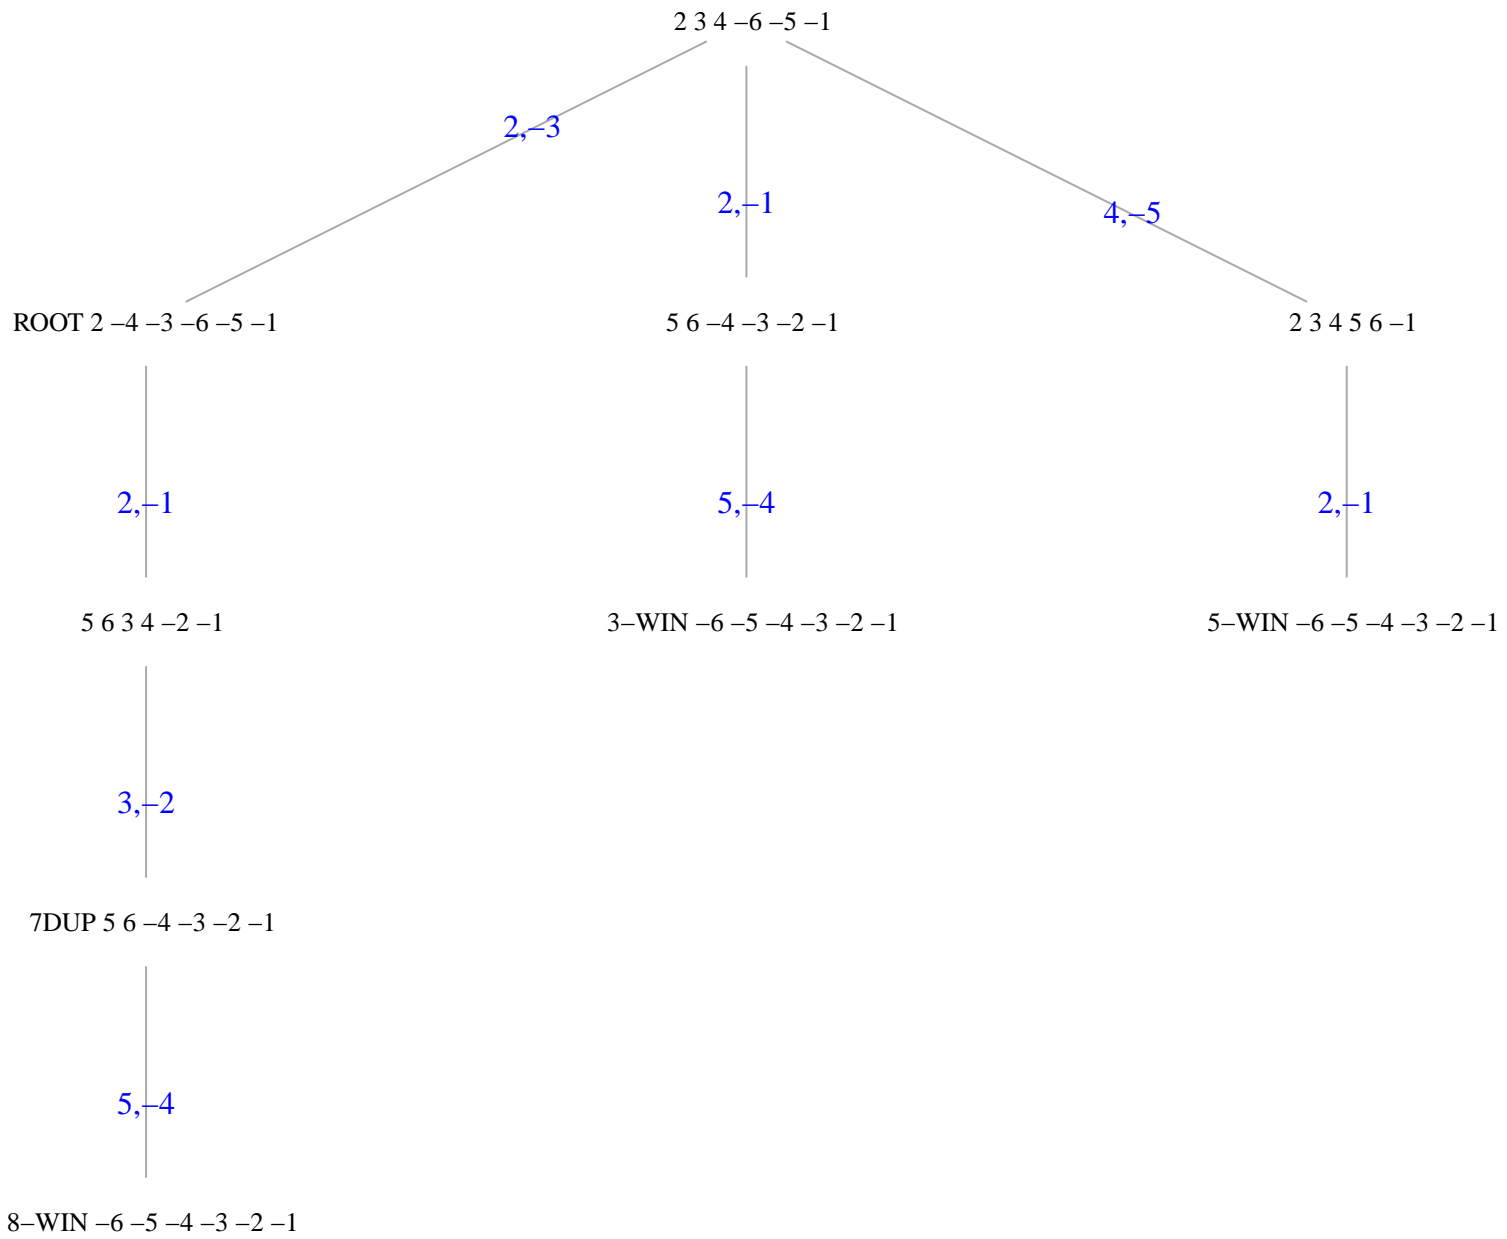 2 3 4 –6 –5 –1
2,–3
2,–1
4,–5
ROOT 2 –4 –3 –6 –5 –1
5 6 –4 –3 –2 –1
2 3 4 5 6 –1
2,–1
5,–4
2,–1
5 6 3 4 –2 –1
3–WIN –6 –5 –4 –3 –2 –1
5–WIN –6 –5 –4 –3 –2 –1
3,–2
7DUP 5 6 –4 –3 –2 –1
5,–4
8–WIN –6 –5 –4 –3 –2 –1